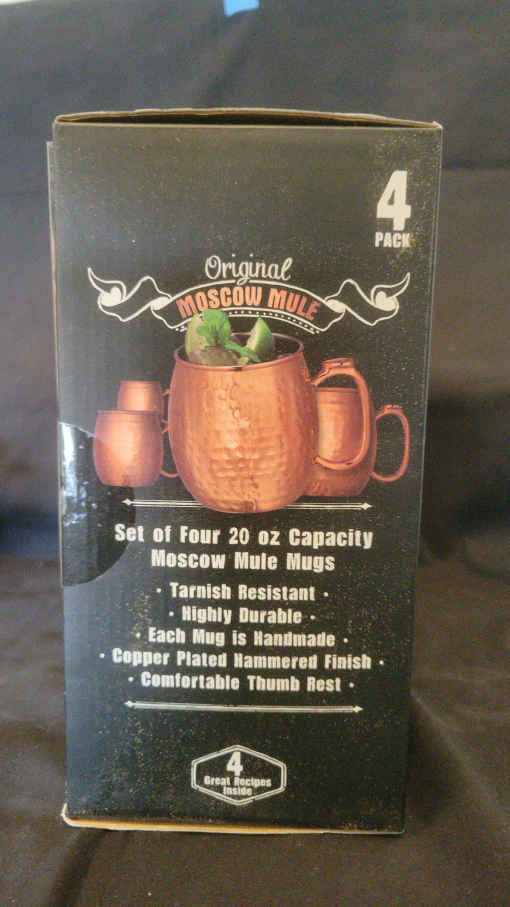 4
PACK
Original
MOSCOW MULE
Set of Four 20 oz Capacity
Moscow Mule Mugs
· Tarnish Resistant ·
· Highly Durable ·
· Each Mug is Handmade ·
· Copper Plated Hammered Finish ·
· Comfortable Thumb Rest ·
4
Great Recipes
Inside